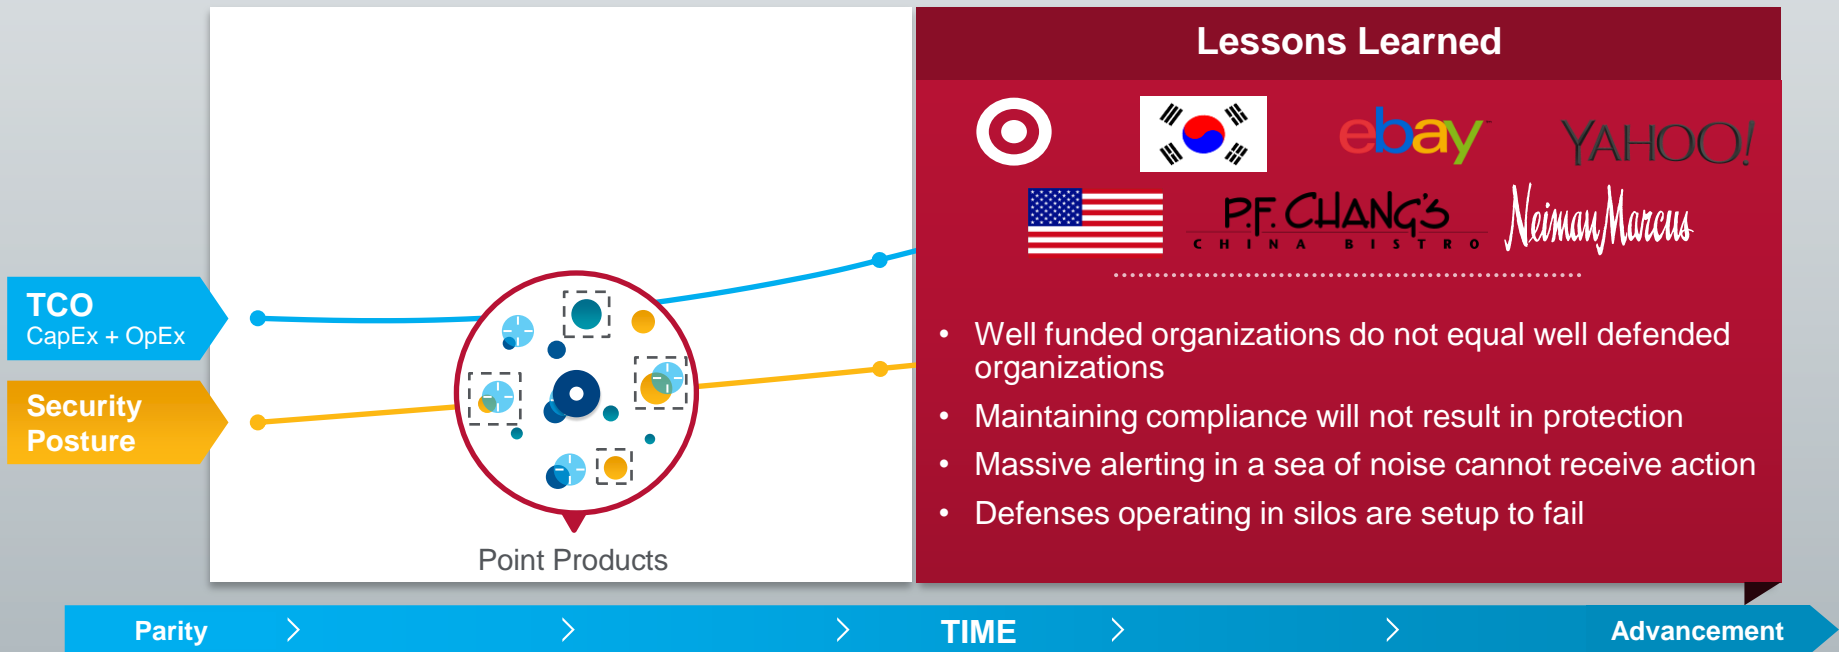 Lessons Learned
ebay
YAHOO!
P.F. CHANG'S
CHINA BISTRO
Neiman Marcus
TCO
CapEx + OpEx
Security
Posture
Point Products
• Well funded organizations do not equal well defended
organizations
• Maintaining compliance will not result in protection
• Massive alerting in a sea of noise cannot receive action
• Defenses operating in silos are setup to fail
Parity
TIME
Advancement